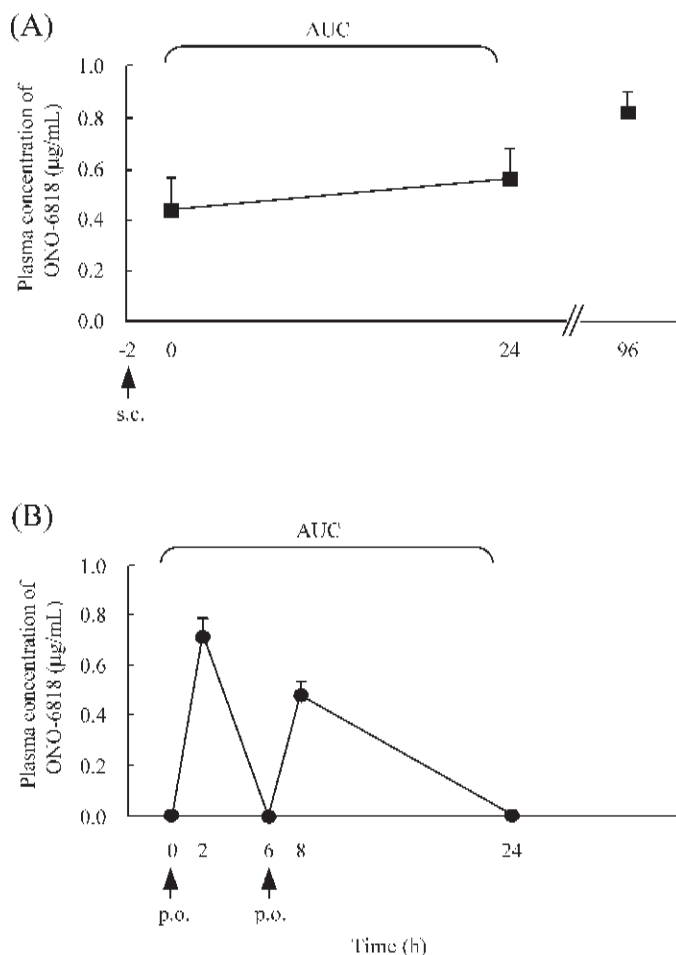 (A)
AUC
Plasma concentration of
ONO-6818 (μg/mL)
1.0
0.8
0.6
0.4
0.2
0.0
-2 0 24 96
s.c.
(B)
AUC
Plasma concentration of
ONO-6818 (μg/mL)
1.0
0.8
0.6
0.4
0.2
0.0
0 2 6 8 24
p.o. p.o.
Time (h)